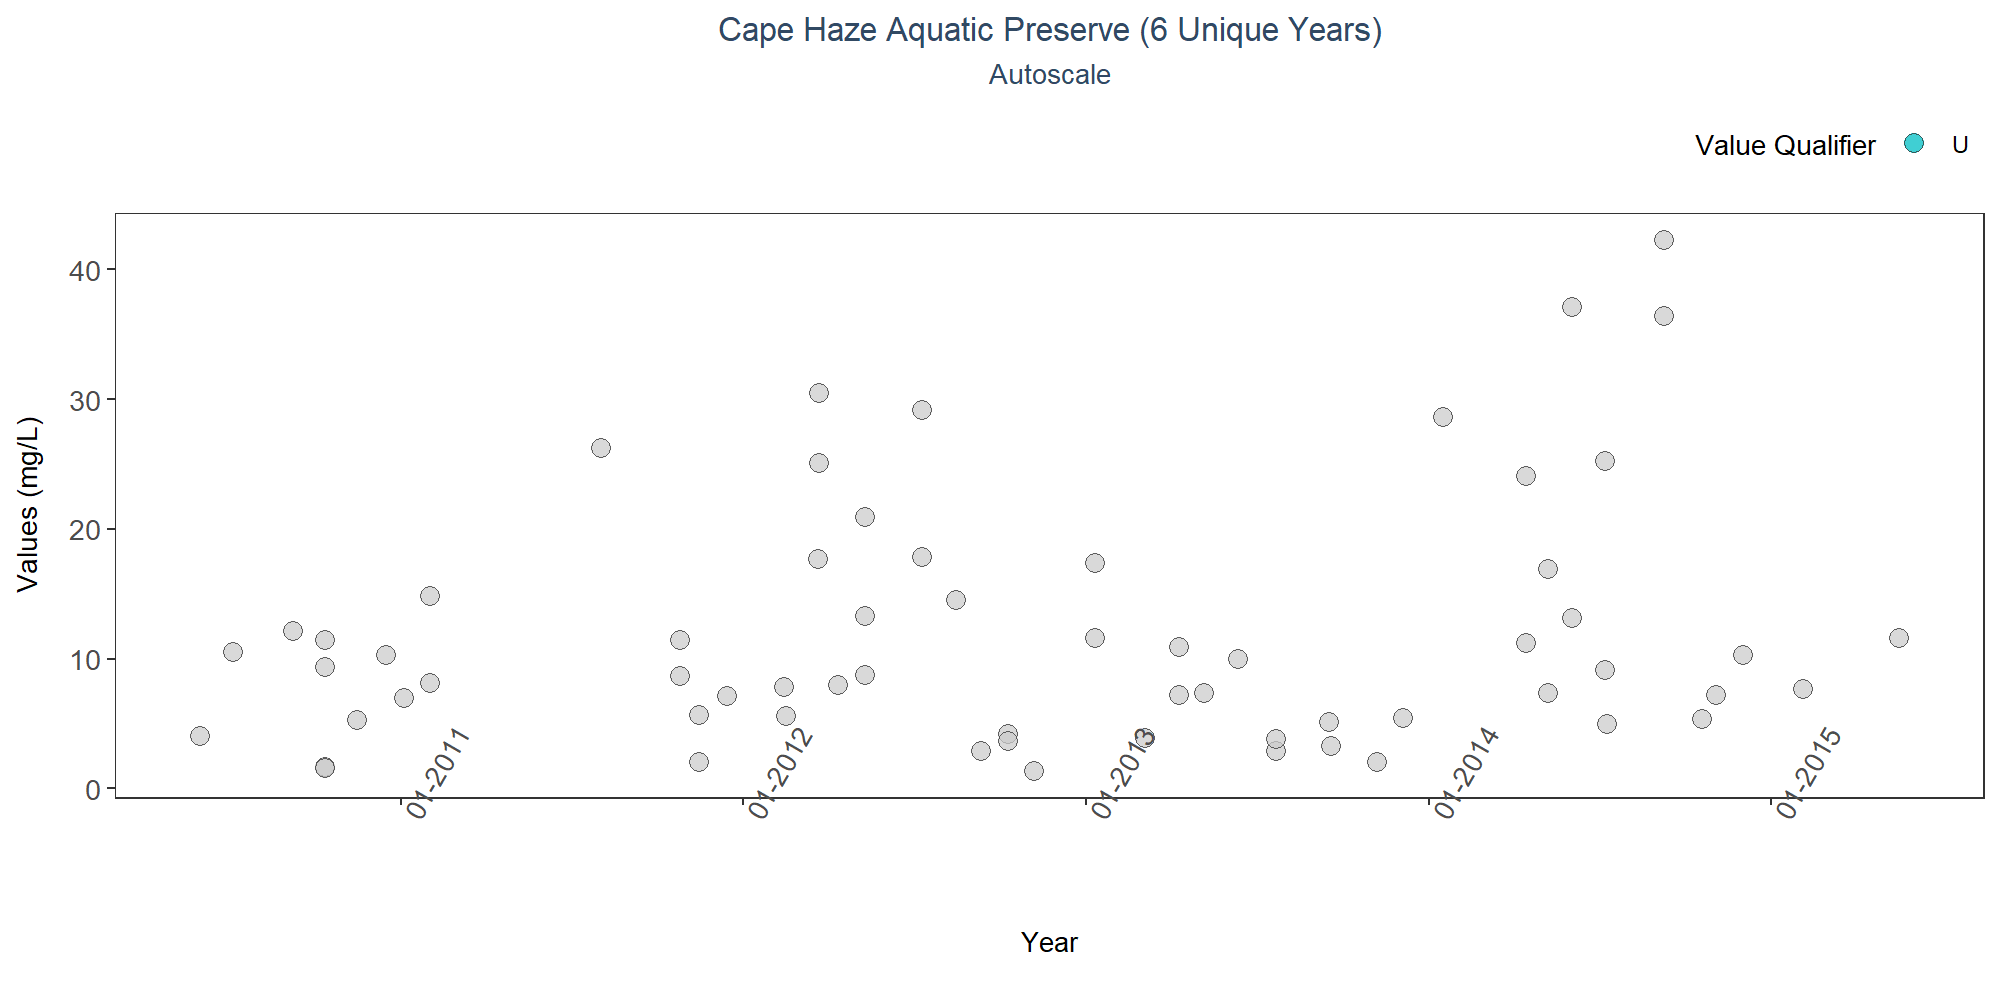 Cape Haze Aquatic Preserve (6 Unique Years)
Autoscale
Value Qualifier U
Values (mg/L)
40
30
20
10
0
01-2011 01-2012 01-2013 01-2014 01-2015
Year